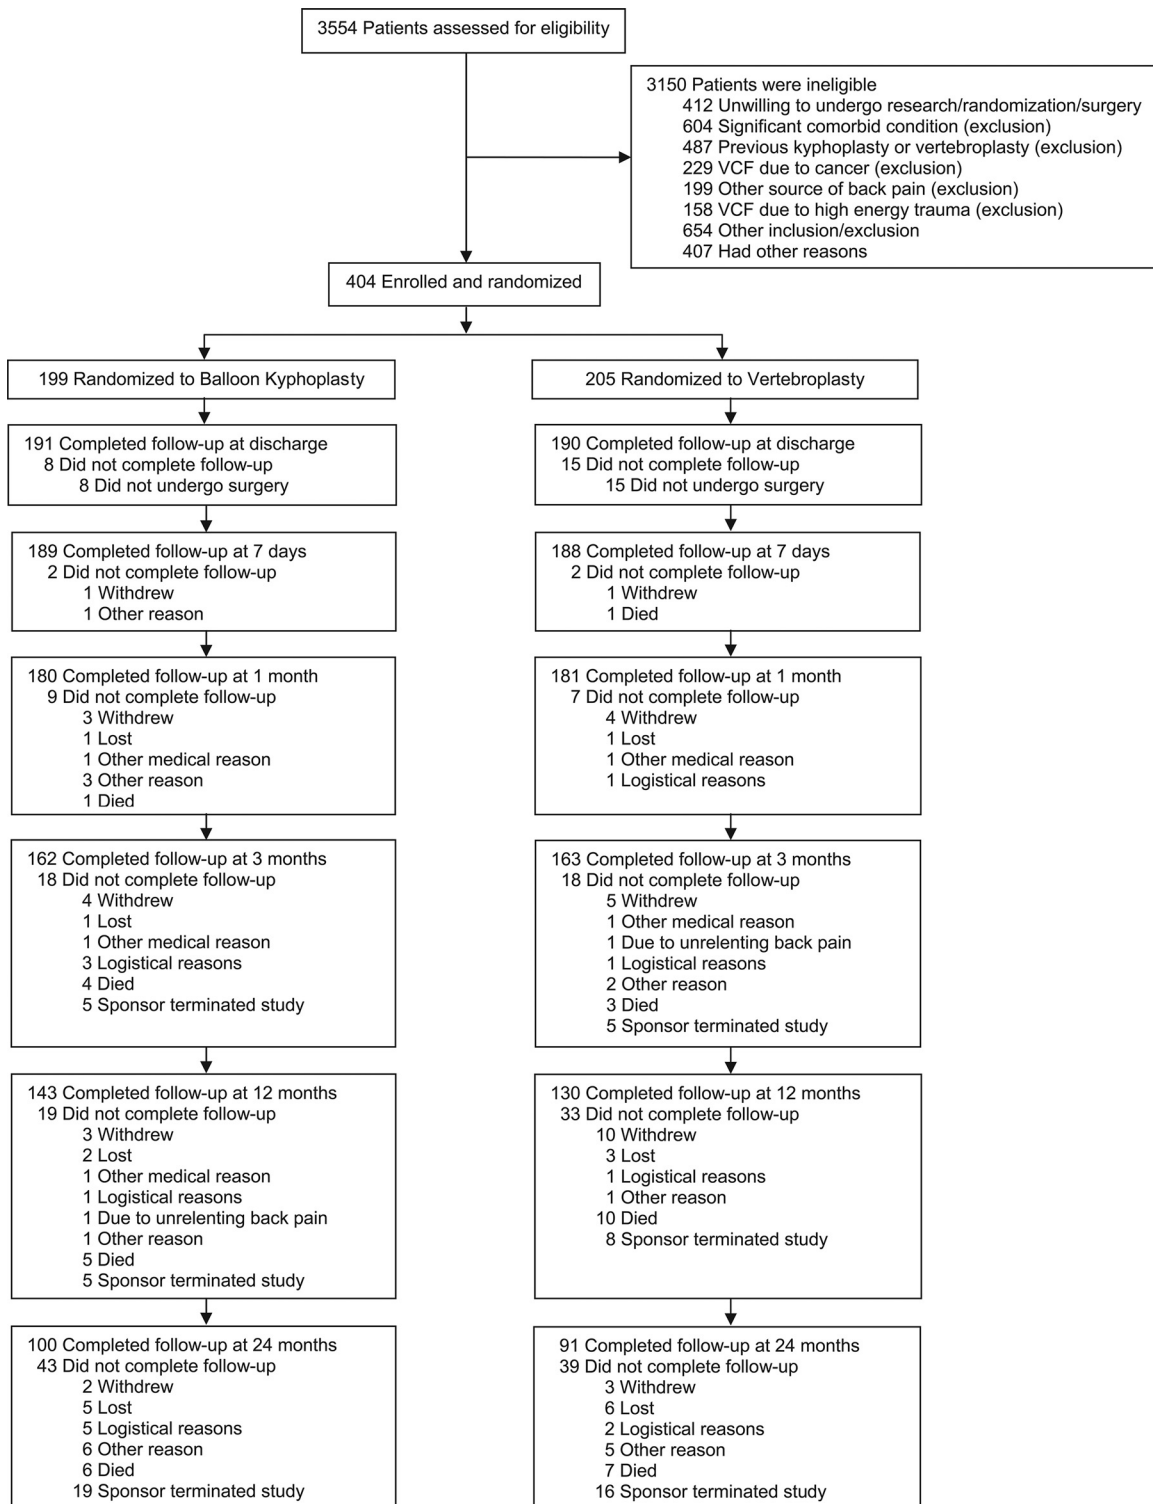 3554 Patients assessed for eligibility
3150 Patients were ineligible
412 Unwilling to undergo research/randomization/surgery
604 Significant comorbid condition (exclusion)
487 Previous kyphoplasty or vertebroplasty (exclusion)
229 VCF due to cancer (exclusion)
199 Other source of back pain (exclusion)
158 VCF due to high energy trauma (exclusion)
654 Other inclusion/exclusion
407 Had other reasons
404 Enrolled and randomized
199 Randomized to Balloon Kyphoplasty
191 Completed follow-up at discharge
8 Did not complete follow-up
8 Did not undergo surgery
189 Completed follow-up at 7 days
2 Did not complete follow-up
1 Withdrew
1 Other reason
180 Completed follow-up at 1 month
9 Did not complete follow-up
3 Withdrew
1 Lost
1 Other medical reason
3 Other reason
1 Died
162 Completed follow-up at 3 months
18 Did not complete follow-up
4 Withdrew
1 Lost
1 Other medical reason
3 Logistical reasons
4 Died
5 Sponsor terminated study
143 Completed follow-up at 12 months
19 Did not complete follow-up
3 Withdrew
2 Lost
1 Other medical reason
1 Logistical reasons
1 Due to unrelenting back pain
1 Other reason
5 Died
5 Sponsor terminated study
100 Completed follow-up at 24 months
43 Did not complete follow-up
2 Withdrew
5 Lost
5 Logistical reasons
6 Other reason
6 Died
19 Sponsor terminated study
205 Randomized to Vertebroplasty
190 Completed follow-up at discharge
15 Did not complete follow-up
15 Did not undergo surgery
188 Completed follow-up at 7 days
2 Did not complete follow-up
1 Withdrew
1 Died
181 Completed follow-up at 1 month
7 Did not complete follow-up
4 Withdrew
1 Lost
1 Other medical reason
1 Logistical reasons
163 Completed follow-up at 3 months
18 Did not complete follow-up
5 Withdrew
1 Other medical reason
1 Due to unrelenting back pain
1 Logistical reasons
2 Other reason
3 Died
5 Sponsor terminated study
130 Completed follow-up at 12 months
33 Did not complete follow-up
10 Withdrew
3 Lost
1 Logistical reasons
1 Other reason
10 Died
8 Sponsor terminated study
91 Completed follow-up at 24 months
39 Did not complete follow-up
3 Withdrew
6 Lost
2 Logistical reasons
5 Other reason
7 Died
16 Sponsor terminated study